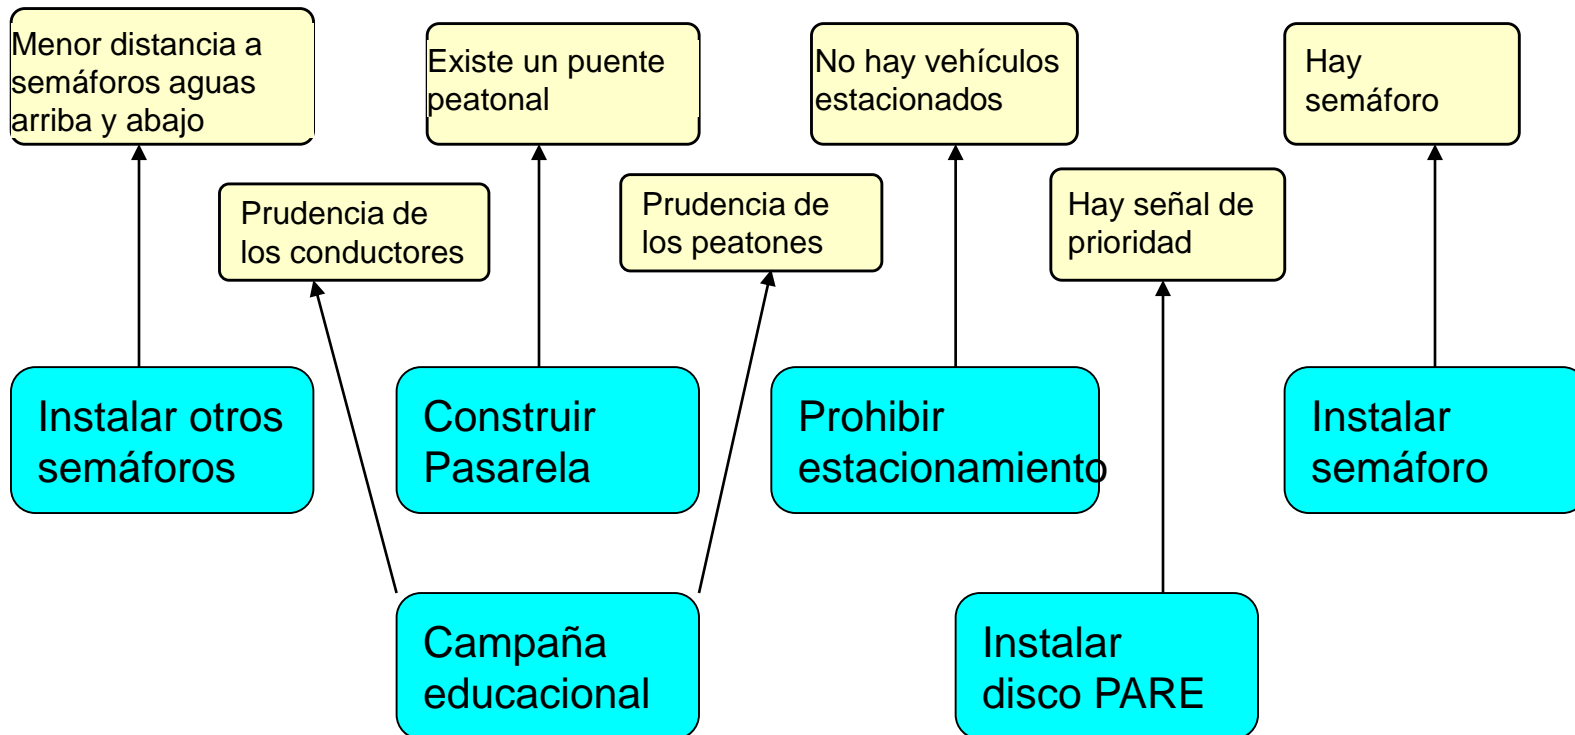 Menor distancia a
semáforos aguas
arriba y abajo
Existe un puente
peatonal
No hay vehículos
estacionados
Hay
semáforo
Prudencia de
los conductores
Prudencia de
los peatones
Hay señal de
prioridad
Instalar otros
semáforos
Construir
Pasarela
Prohibir
estacionamiento
Instalar
semáforo
Campaña
educacional
Instalar
disco PARE